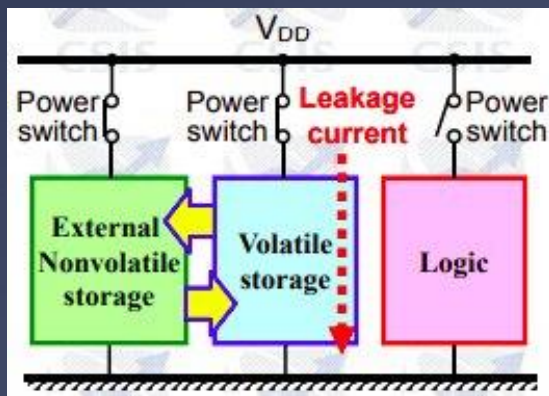 VDD
Power
switch
Power
switch
Leakage
current
Power
switch
External
Nonvolatile
storage
Volatile
storage
Logic